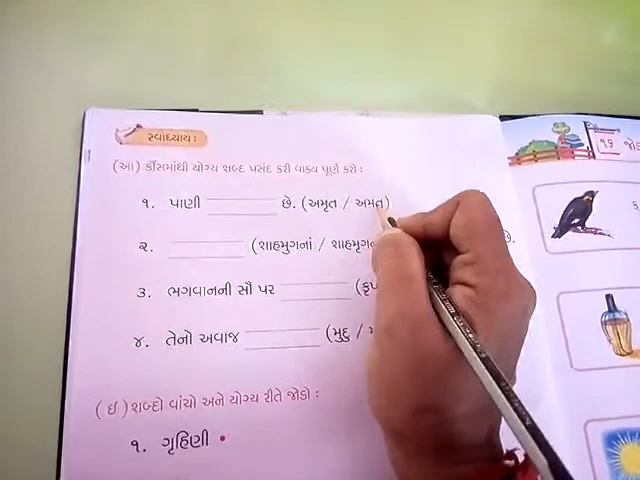 સ્વાધ્યાય :
(આ) કૌંસમાંથી યોગ્ય શબ્દ પસંદ કરી વાક્ય પૂર્ણ કરો :
૧. પાણી ______ છે. (અમૃત / અમત)
૨. ______ (શાહમુગનાં / શાહમૃગ
૩. ભગવાનની સૌ પર ______ (કૃપ
૪. તેનો અવાજ ______ (મુદુ /
(ઈ) શબ્દો વાંચો અને યોગ્ય રીતે જોડો :
૧. ગૃહિણી •
૧૬